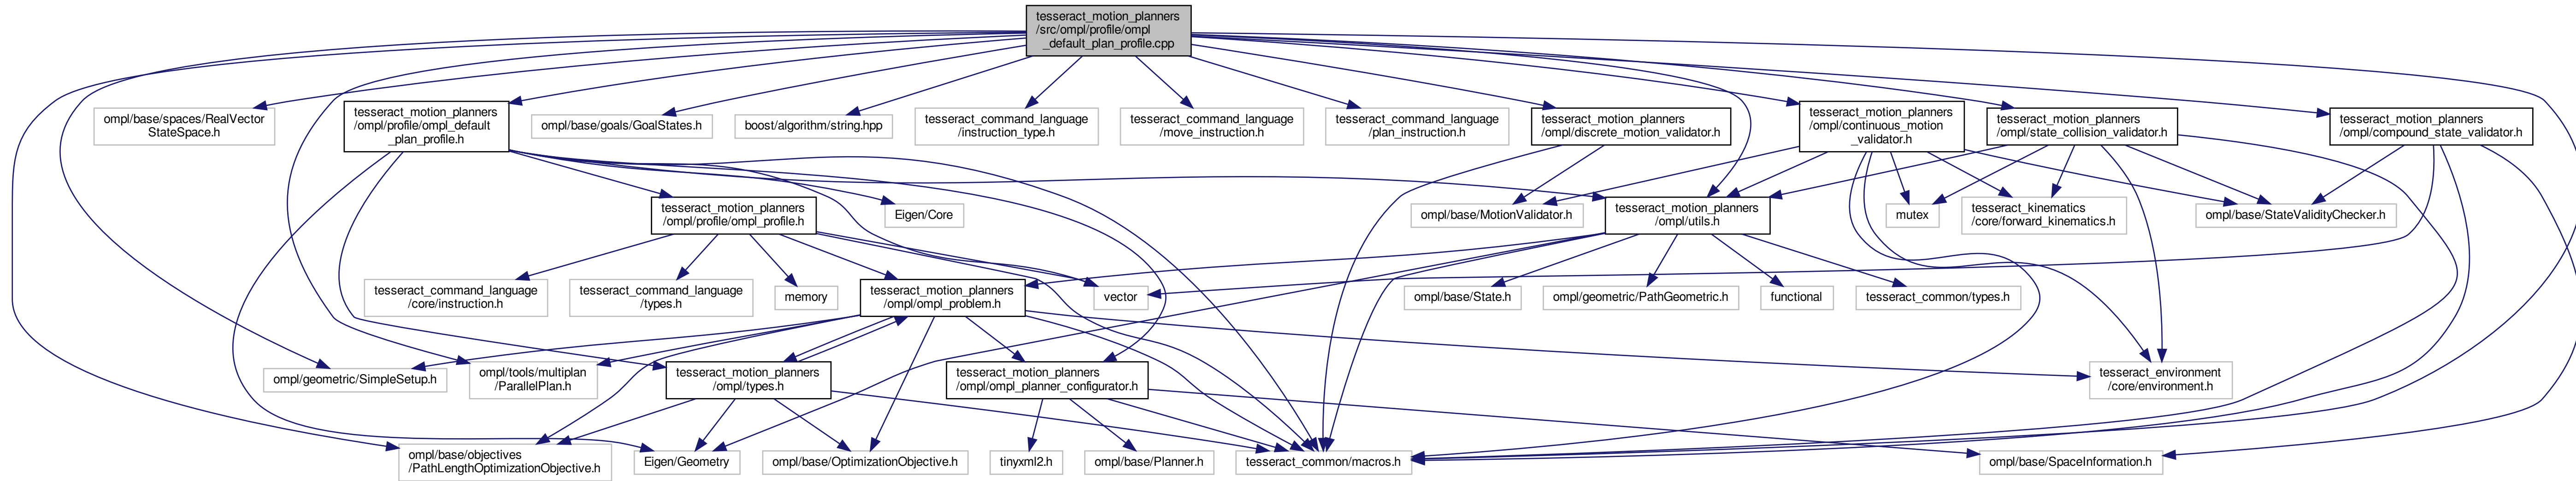 tesseract_motion_planners
/src/ompl/profile/ompl
_default_plan_profile.cpp
ompl/base/spaces/RealVector
StateSpace.h
tesseract_motion_planners
/ompl/profile/ompl_default
_plan_profile.h
ompl/base/goals/GoalStates.h
boost/algorithm/string.hpp
tesseract_command_language
/instruction_type.h
tesseract_command_language
/move_instruction.h
tesseract_command_language
/plan_instruction.h
tesseract_motion_planners
/ompl/discrete_motion_validator.h
tesseract_motion_planners
/ompl/continuous_motion
_validator.h
tesseract_motion_planners
/ompl/state_collision_validator.h
tesseract_motion_planners
/ompl/compound_state_validator.h
tesseract_motion_planners
/ompl/profile/ompl_profile.h
Eigen/Core
ompl/base/MotionValidator.h
tesseract_motion_planners
/ompl/utils.h
mutex
tesseract_kinematics
/core/forward_kinematics.h
ompl/base/StateValidityChecker.h
tesseract_command_language
/core/instruction.h
tesseract_command_language
/types.h
memory
tesseract_motion_planners
/ompl/ompl_problem.h
vector
ompl/base/State.h
ompl/geometric/PathGeometric.h
functional
tesseract_common/types.h
ompl/geometric/SimpleSetup.h
ompl/tools/multiplan
/ParallelPlan.h
tesseract_motion_planners
/ompl/types.h
tesseract_motion_planners
/ompl/ompl_planner_configurator.h
tesseract_environment
/core/environment.h
ompl/base/objectives
/PathLengthOptimizationObjective.h
Eigen/Geometry
ompl/base/OptimizationObjective.h
tinyxml2.h
ompl/base/Planner.h
tesseract_common/macros.h
ompl/base/SpaceInformation.h